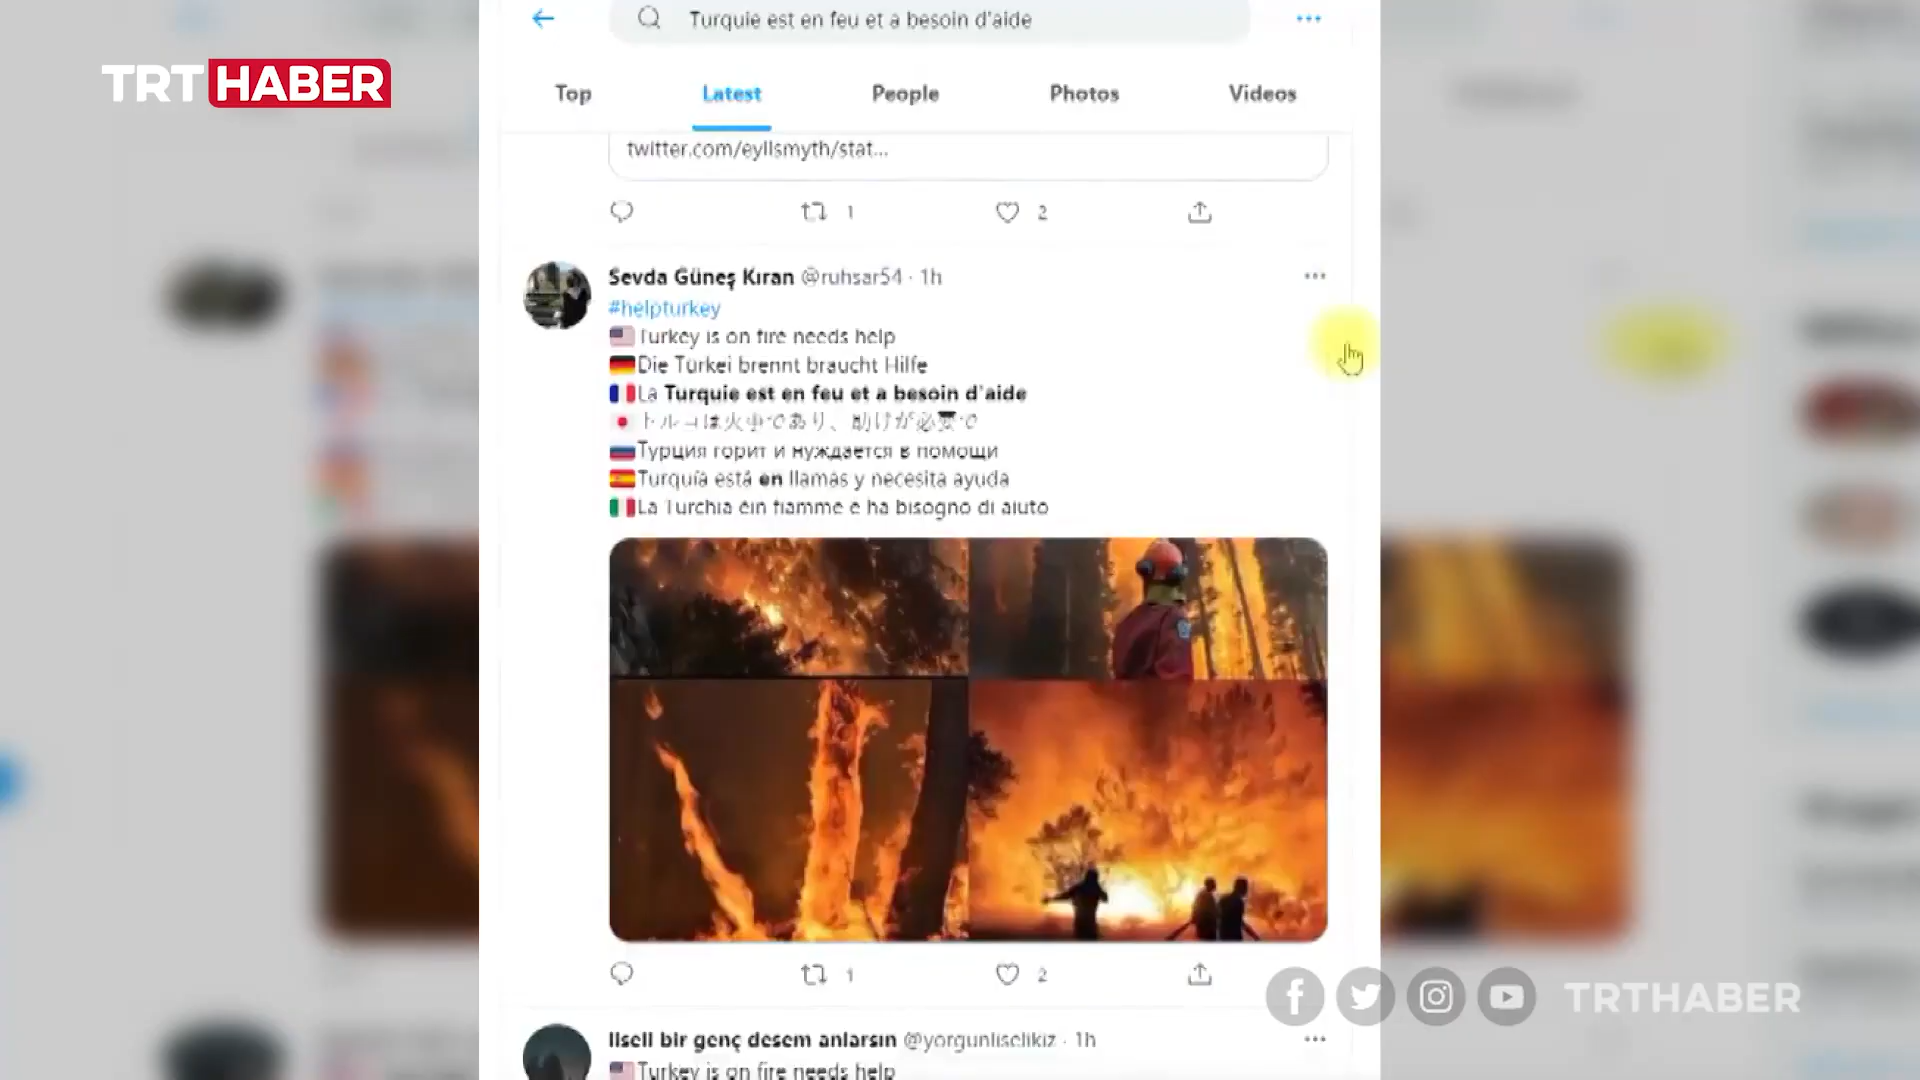 Turquie est en feu et a besoin d'aide
TRT HABER
Top Latest People Photos Videos
twitter.com/eyllsmyth/stat...
1 2
Sevda Güneş Kıran @ruhsar54 · 1h
#helpturkey
Turkey is on fire needs help
Die Türkei brennt braucht Hilfe
La Turquie est en feu et a besoin d'aide
トルコは火事であり、助けが必要で
Турция горит и нуждается в помощи
Turquía está en llamas y necesita ayuda
La Turchia èin fiamme e ha bisogno di aiuto
1 2
TRTHABER
liseli bir genç desem anlarsın @yorgunliselikiz · 1h
Turkey is on fire needs help